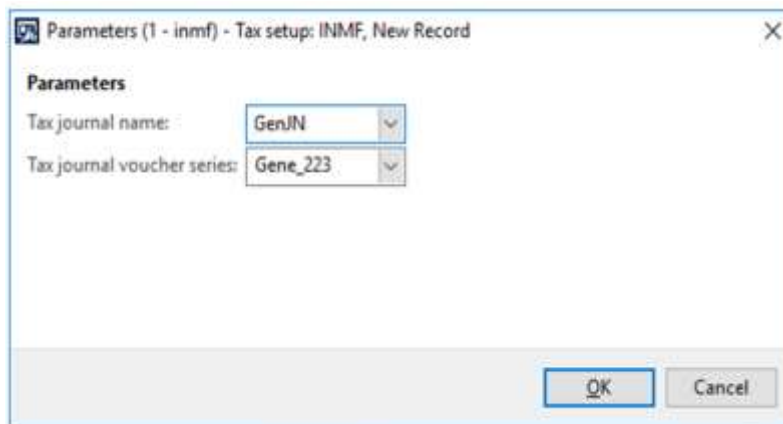 Parameters (1 - inmf) - Tax setup: INMF, New Record
Parameters
Tax journal name: GenJN
Tax journal voucher series: Gene_223
OK Cancel